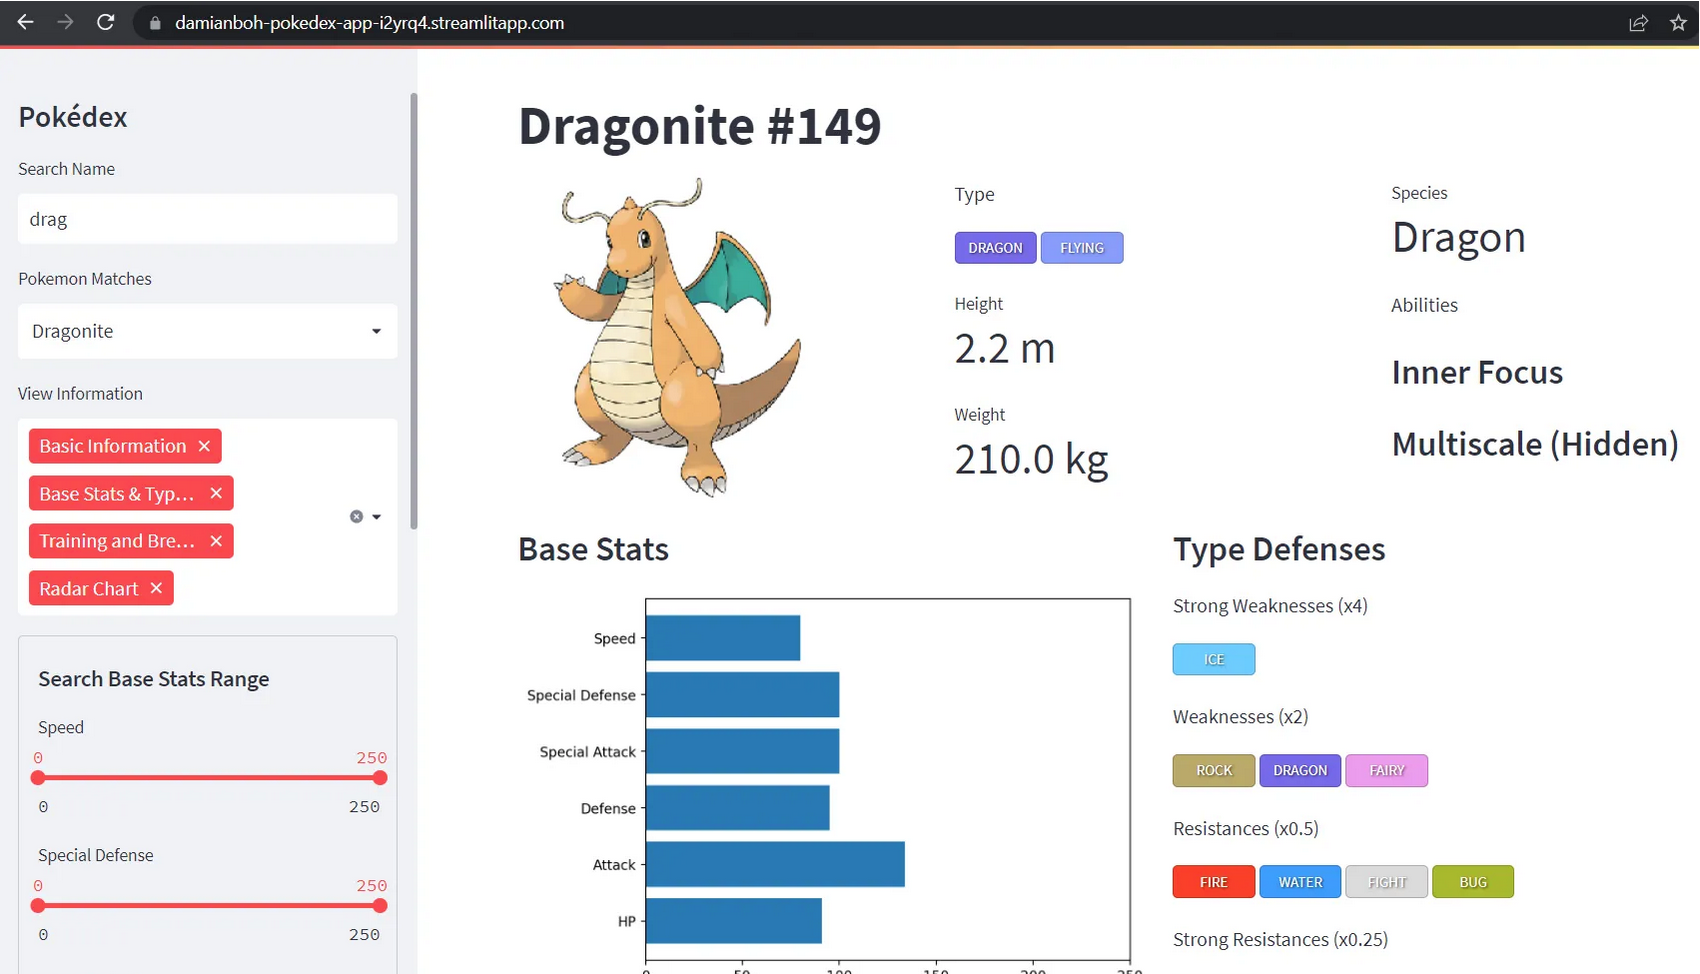 damianboh-pokedex-app-i2yrq4.streamlitapp.com
Pokédex
Search Name
drag
Pokemon Matches
Dragonite
View Information
Basic Information ×
Base Stats & Typ... ×
Training and Bre... ×
Radar Chart ×
Search Base Stats Range
Speed
0 250
0 250
Special Defense
0 250
0 250
Dragonite #149
Type
DRAGON FLYING
Height
2.2 m
Weight
210.0 kg
Species
Dragon
Abilities
Inner Focus
Multiscale (Hidden)
Base Stats
Speed
Special Defense
Special Attack
Defense
Attack
HP
0 50 100 150 200 250
Type Defenses
Strong Weaknesses (x4)
ICE
Weaknesses (x2)
ROCK DRAGON FAIRY
Resistances (x0.5)
FIRE WATER FIGHT BUG
Strong Resistances (x0.25)